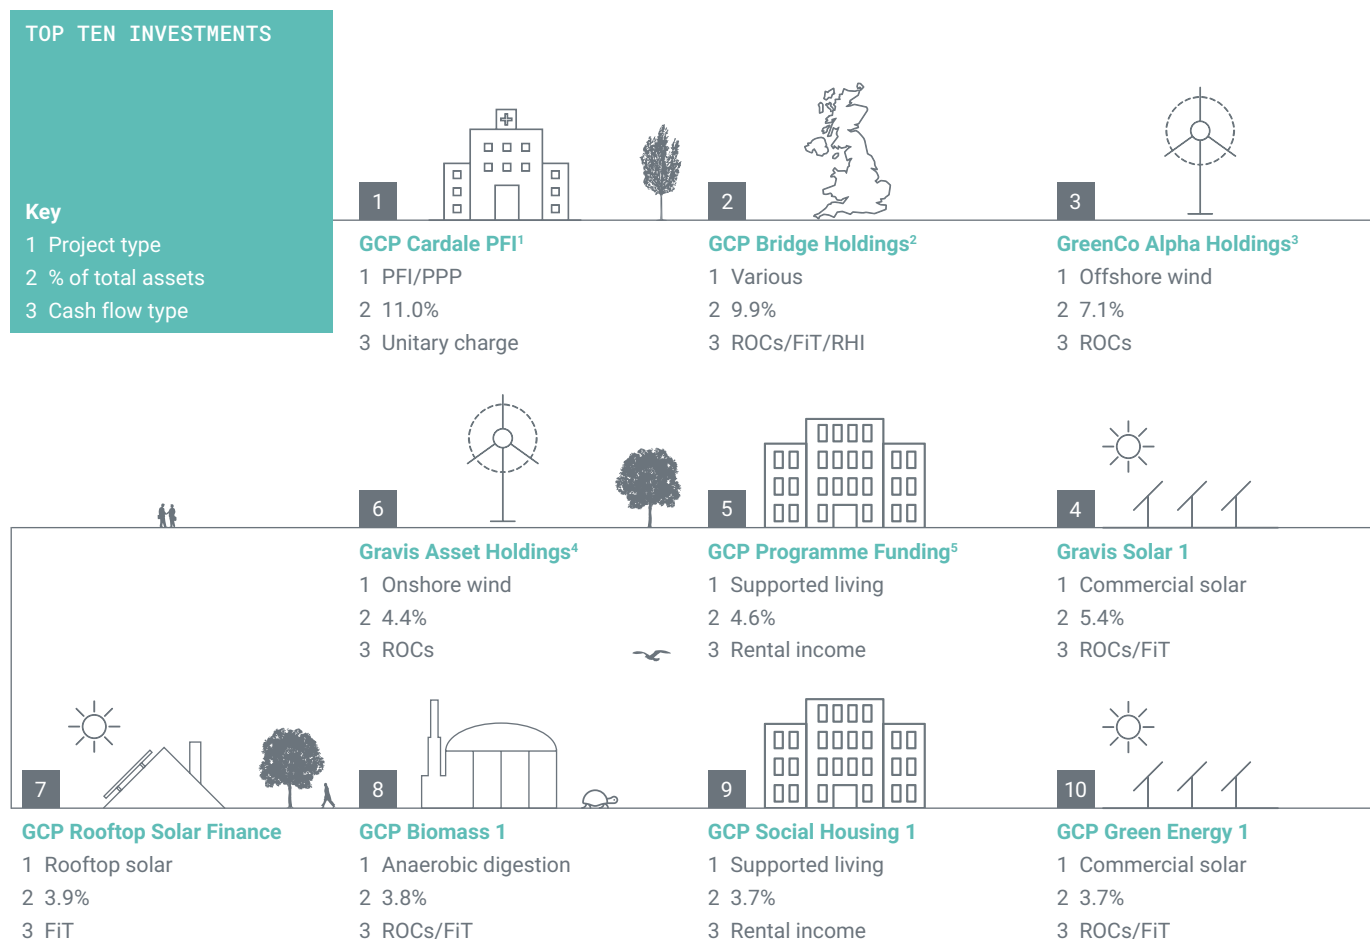 TOP TEN INVESTMENTS
Key
1 Project type
2 % of total assets
3 Cash flow type
1
GCP Cardale PFI¹
1 PFI/PPP
2 11.0%
3 Unitary charge
2
GCP Bridge Holdings²
1 Various
2 9.9%
3 ROCs/FiT/RHI
3
GreenCo Alpha Holdings³
1 Offshore wind
2 7.1%
3 ROCs
6
Gravis Asset Holdings⁴
1 Onshore wind
2 4.4%
3 ROCs
5
GCP Programme Funding⁵
1 Supported living
2 4.6%
3 Rental income
4
Gravis Solar 1
1 Commercial solar
2 5.4%
3 ROCs/FiT
7
GCP Rooftop Solar Finance
1 Rooftop solar
2 3.9%
3 FiT
8
GCP Biomass 1
1 Anaerobic digestion
2 3.8%
3 ROCs/FiT
9
GCP Social Housing 1
1 Supported living
2 3.7%
3 Rental income
10
GCP Green Energy 1
1 Commercial solar
2 3.7%
3 ROCs/FiT